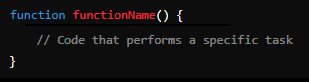 function functionName() {
// Code that performs a specific task
}